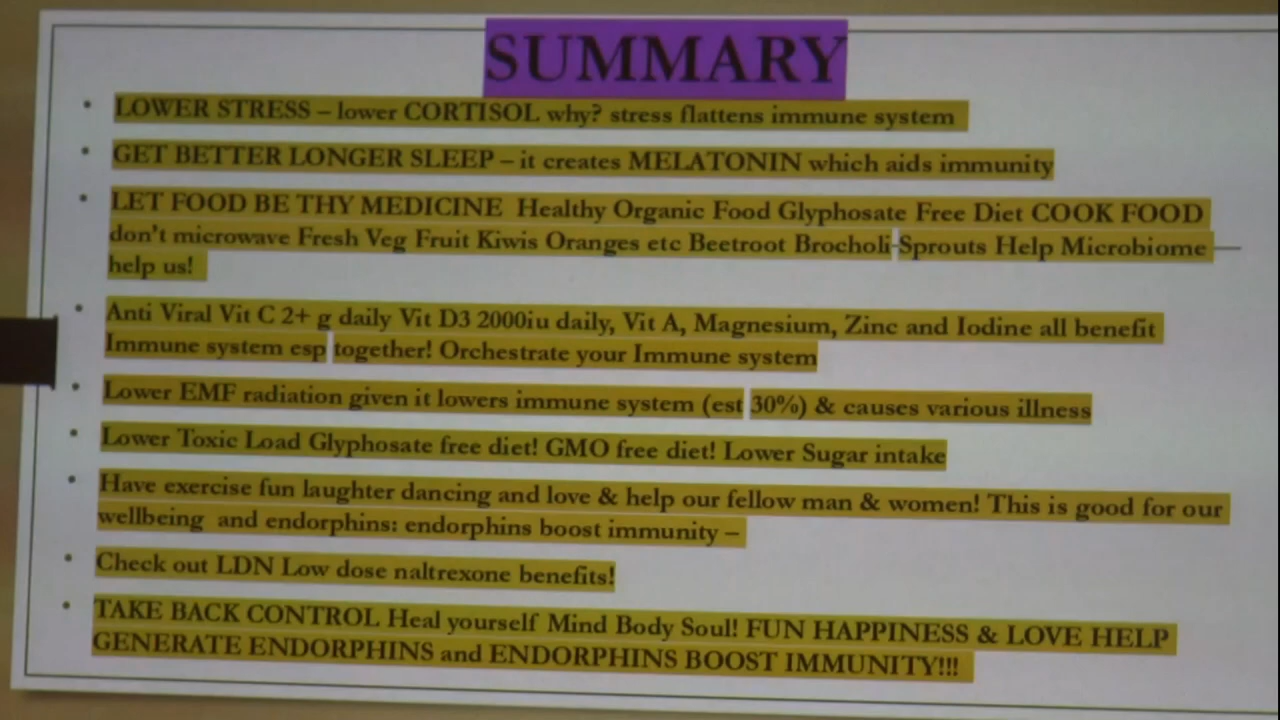 SUMMARY
• LOWER STRESS – lower CORTISOL why? stress flattens immune system
• GET BETTER LONGER SLEEP – it creates MELATONIN which aids immunity
• LET FOOD BE THY MEDICINE Healthy Organic Food Glyphosate Free Diet COOK FOOD
don't microwave Fresh Veg Fruit Kiwis Oranges etc Beetroot Brocholi-Sprouts Help Microbiome —
help us!
• Anti Viral Vit C 2+ g daily Vit D3 2000iu daily, Vit A, Magnesium, Zinc and Iodine all benefit
Immune system esp together! Orchestrate your Immune system
• Lower EMF radiation given it lowers immune system (est 30%) & causes various illness
• Lower Toxic Load Glyphosate free diet! GMO free diet! Lower Sugar intake
• Have exercise fun laughter dancing and love & help our fellow man & women! This is good for our
wellbeing and endorphins: endorphins boost immunity –
• Check out LDN Low dose naltrexone benefits!
• TAKE BACK CONTROL Heal yourself Mind Body Soul! FUN HAPPINESS & LOVE HELP
GENERATE ENDORPHINS and ENDORPHINS BOOST IMMUNITY!!!